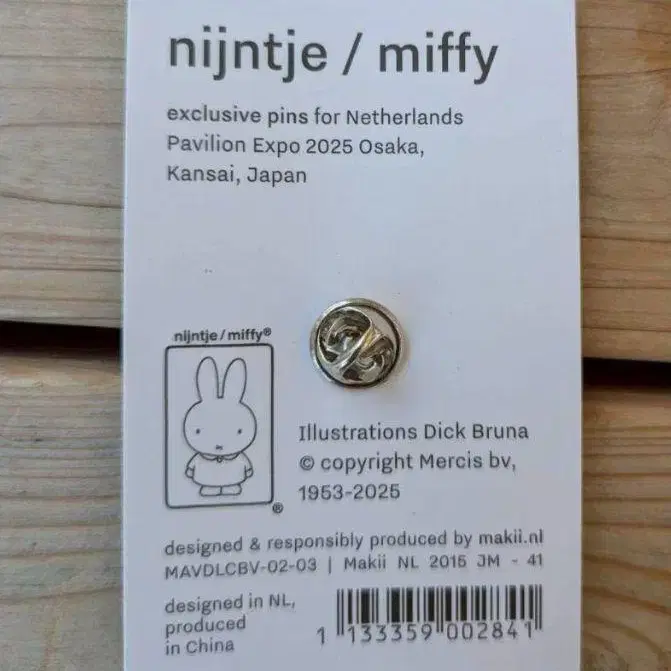 nijntje / miffy
exclusive pins for Netherlands
Pavilion Expo 2025 Osaka,
Kansai, Japan
nijntje / miffy®
®
Illustrations Dick Bruna
© copyright Mercis bv,
1953-2025
designed & responsibly produced by makii.nl
MAVDLCBV-02-03 | Makii NL 2015 JM - 41
designed in NL,
produced
in China
1 133359 002841